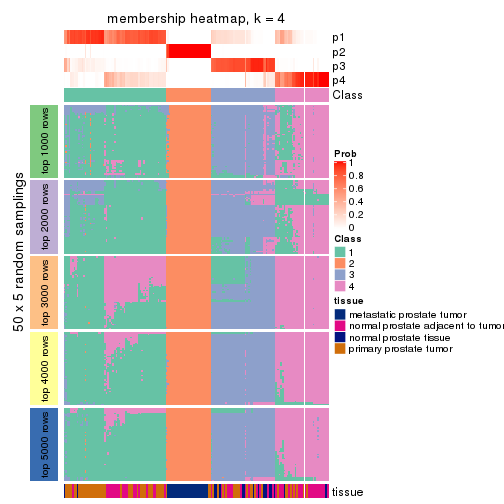 membership heatmap, k = 4
p1
p2
p3
p4
Class
50 x 5 random samplings
top 1000 rows
top 2000 rows
top 3000 rows
top 4000 rows
top 5000 rows
Prob
1
0.8
0.6
0.4
0.2
0
Class
1
2
3
4
tissue
metastatic prostate tumor
normal prostate adjacent to tumor
normal prostate tissue
primary prostate tumor
tissue